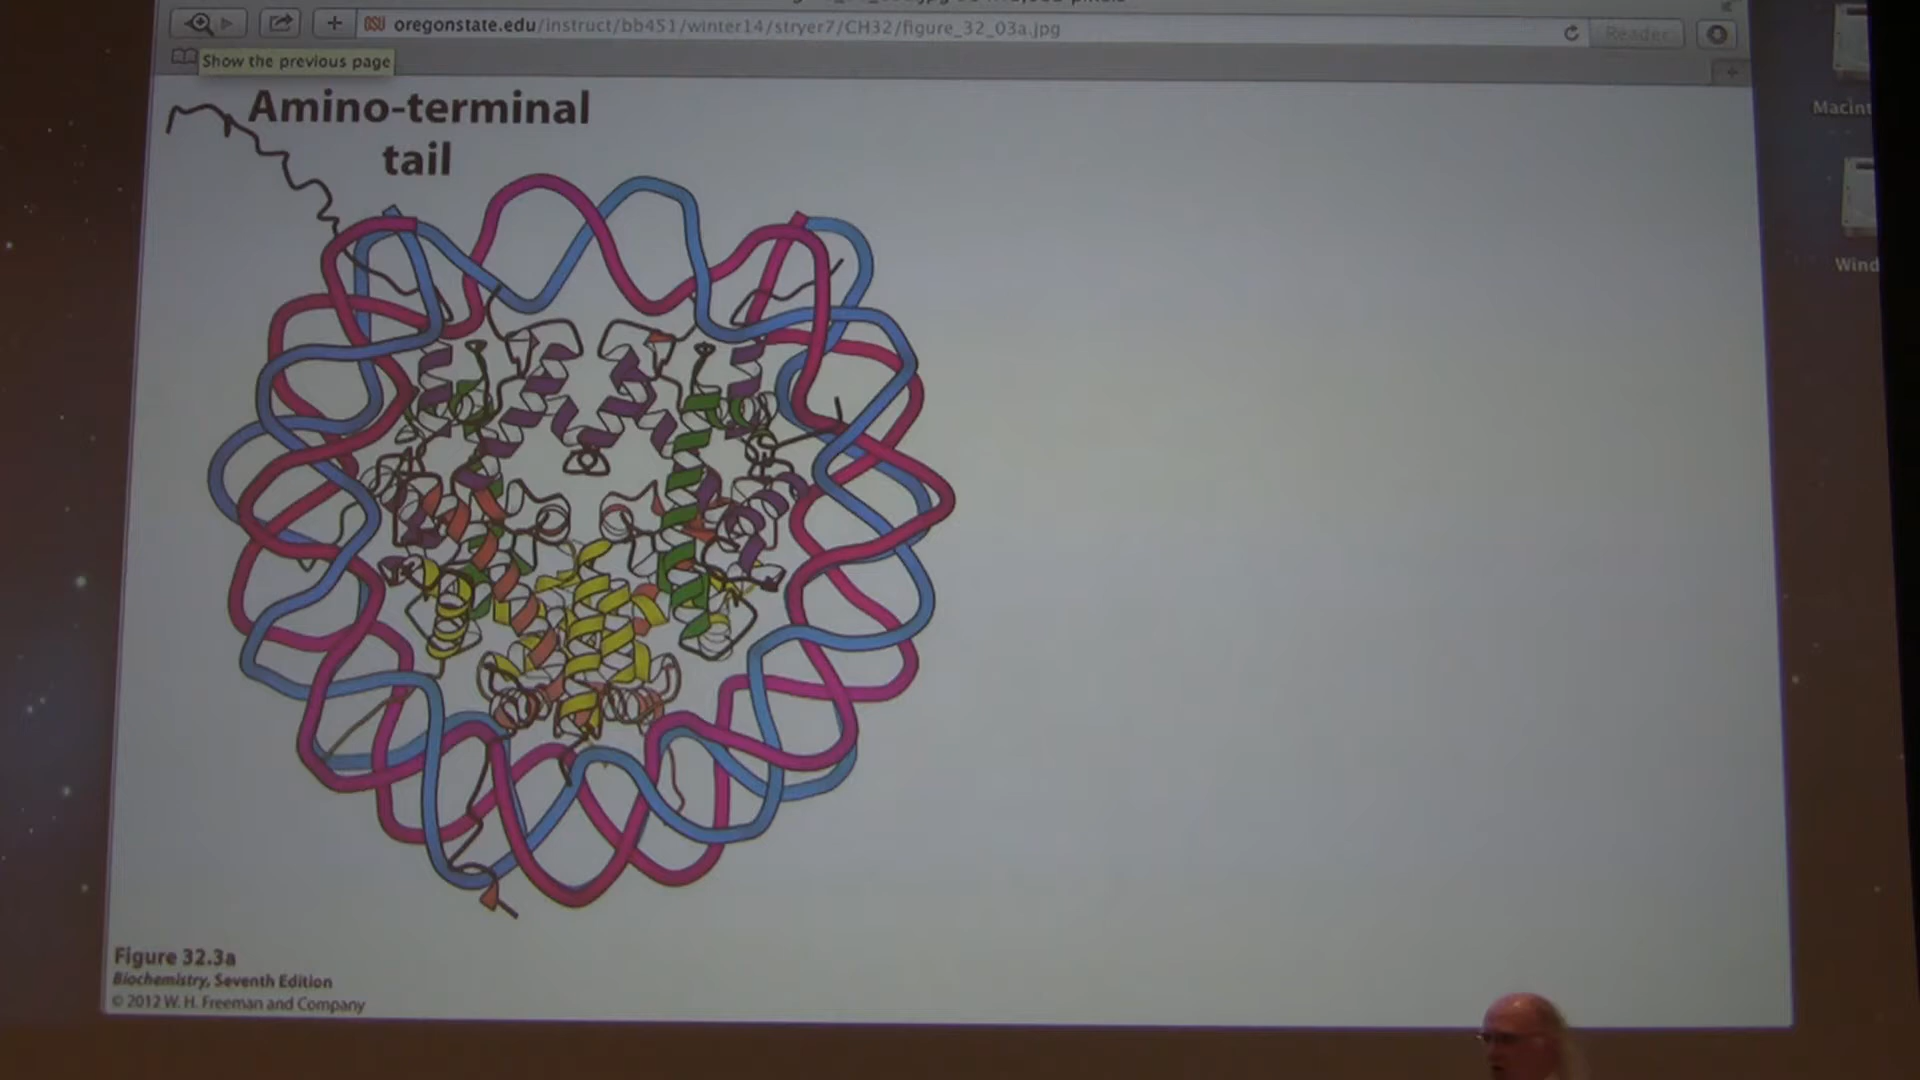 oregonstate.edu/instruct/bb451/winter14/stryer7/CH32/figure_32_03a.jpg
Reader
Show the previous page
Macint
Amino-terminal
tail
Wind
Figure 32.3a
Biochemistry, Seventh Edition
© 2012 W. H. Freeman and Company